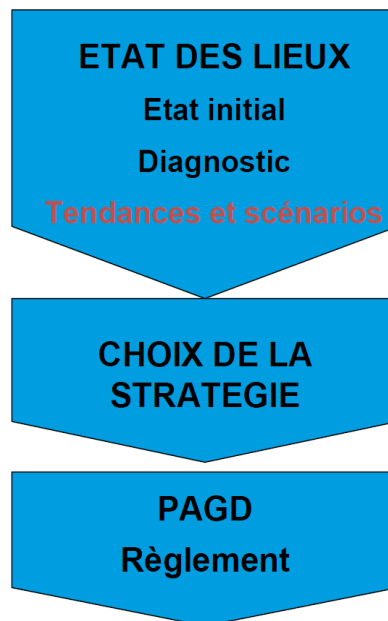 ETAT DES LIEUX
Etat initial
Diagnostic
Tendances et scénarios
CHOIX DE LA
STRATEGIE
PAGD
Règlement